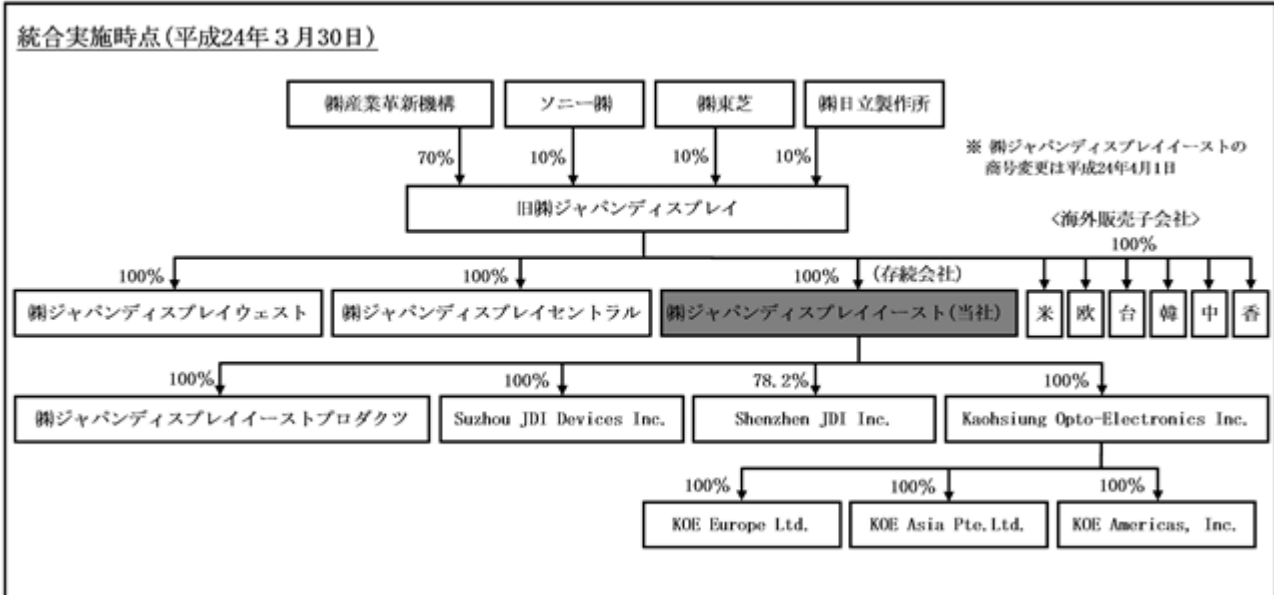 統合実施時点(平成24年3月30日)
㈱産業革新機構
ソニー㈱
㈱東芝
㈱日立製作所
70%
10%
10%
10%
※ ㈱ジャパンディスプレイイーストの
商号変更は平成24年4月1日
旧㈱ジャパンディスプレイ
<海外販売子会社>
100%
100%
100%
100%
(存続会社)
㈱ジャパンディスプレイウェスト
㈱ジャパンディスプレイセントラル
㈱ジャパンディスプレイイースト(当社)
米
欧
台
韓
中
香
100%
100%
78.2%
100%
㈱ジャパンディスプレイイーストプロダクツ
Suzhou JDI Devices Inc.
Shenzhen JDI Inc.
Kaohsiung Opto-Electronics Inc.
100%
100%
100%
KOE Europe Ltd.
KOE Asia Pte.Ltd.
KOE Americas, Inc.